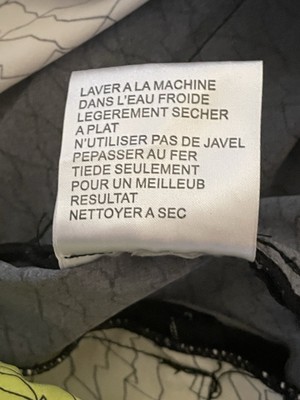 LAVER A LA MACHINE
DANS L'EAU FROIDE
LEGEREMENT SECHER
A PLAT
N'UTILISER PAS DE JAVEL
PEPASSER AU FER
TIEDE SEULEMENT
POUR UN MEILLEUB
RESULTAT
NETTOYER A SEC